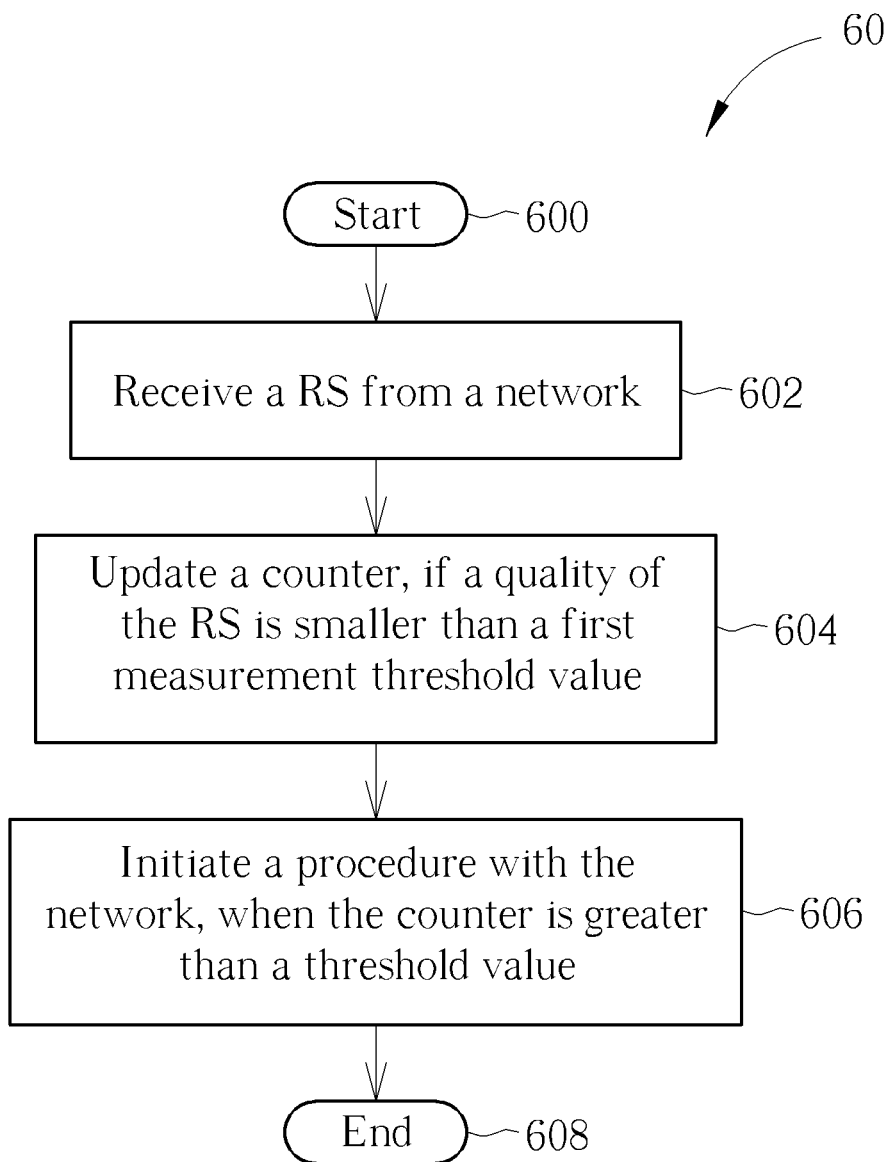 60
Start
600
Receive a RS from a network
602
Update a counter, if a quality of
the RS is smaller than a first
measurement threshold value
604
Initiate a procedure with the
network, when the counter is greater
than a threshold value
606
End
608